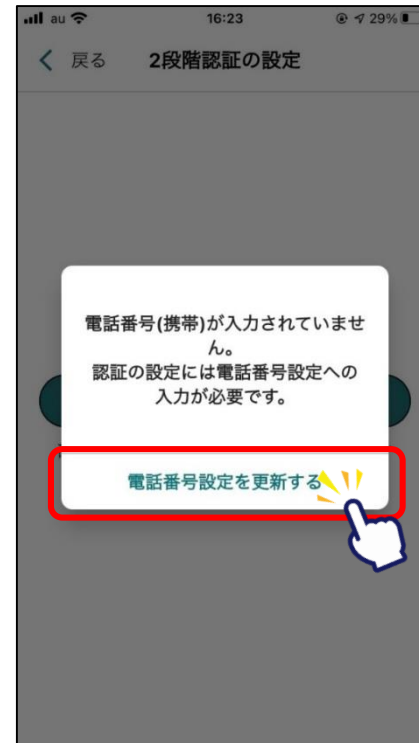 au 16:23 29%
戻る 2段階認証の設定
電話番号(携帯)が入力されていませ
ん。
認証の設定には電話番号設定への
入力が必要です。
電話番号設定を更新する